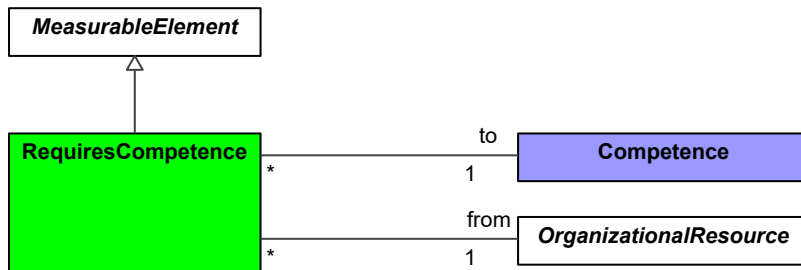 MeasurableElement
RequiresCompetence
to
Competence
*
1
from
OrganizationalResource
*
1